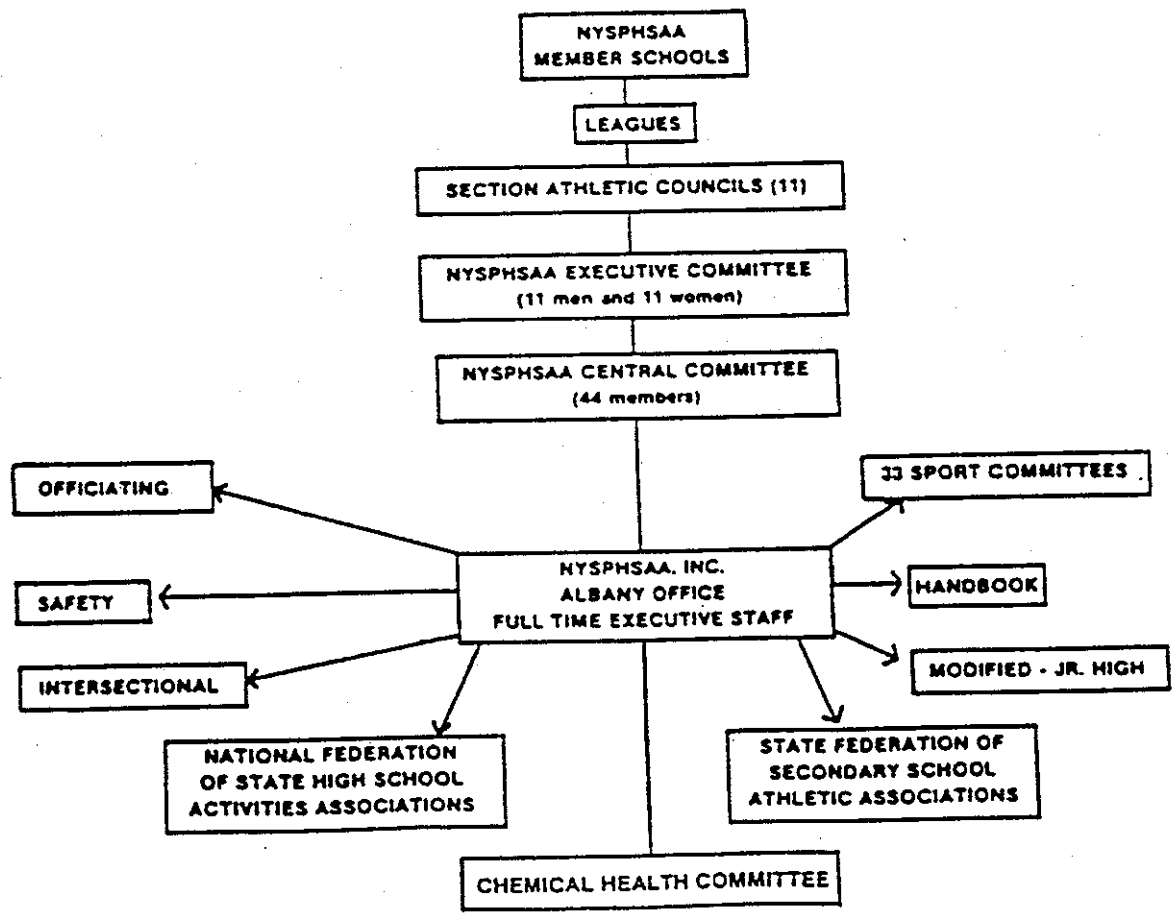 NYSPHSAA
MEMBER SCHOOLS
LEAGUES
SECTION ATHLETIC COUNCILS (11)
NYSPHSAA EXECUTIVE COMMITTEE
(11 men and 11 women)
NYSPHSAA CENTRAL COMMITTEE
(44 members)
OFFICIATING
33 SPORT COMMITTEES
NYSPHSAA. INC.
ALBANY OFFICE
FULL TIME EXECUTIVE STAFF
SAFETY
HANDBOOK
INTERSECTIONAL
MODIFIED - JR. HIGH
NATIONAL FEDERATION
OF STATE HIGH SCHOOL
ACTIVITIES ASSOCIATIONS
STATE FEDERATION OF
SECONDARY SCHOOL
ATHLETIC ASSOCIATIONS
CHEMICAL HEALTH COMMITTEE